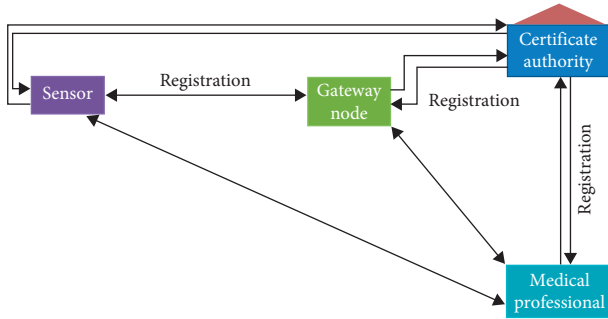 Certificate
authority
Registration
Sensor
Gateway
node
Registration
Registration
Medical
professional